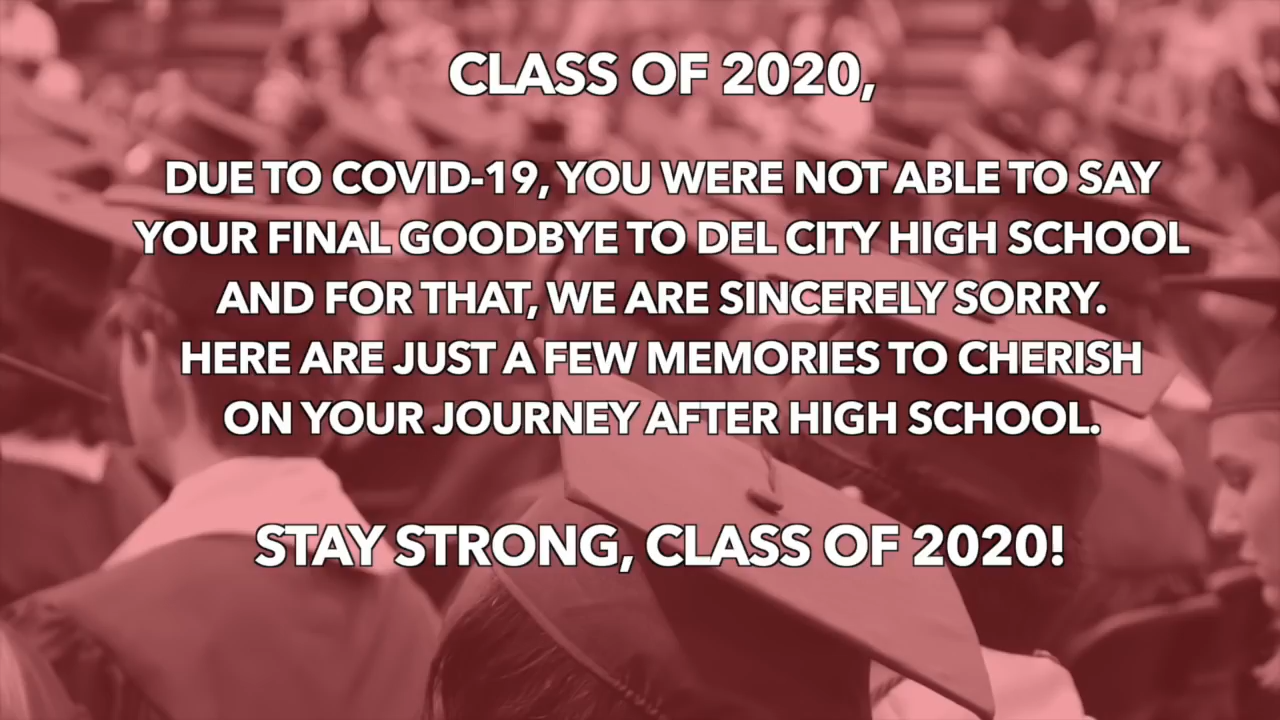 CLASS OF 2020,
DUE TO COVID-19, YOU WERE NOT ABLE TO SAY
YOUR FINAL GOODBYE TO DEL CITY HIGH SCHOOL
AND FOR THAT, WE ARE SINCERELY SORRY.
HERE ARE JUST A FEW MEMORIES TO CHERISH
ON YOUR JOURNEY AFTER HIGH SCHOOL.
STAY STRONG, CLASS OF 2020!